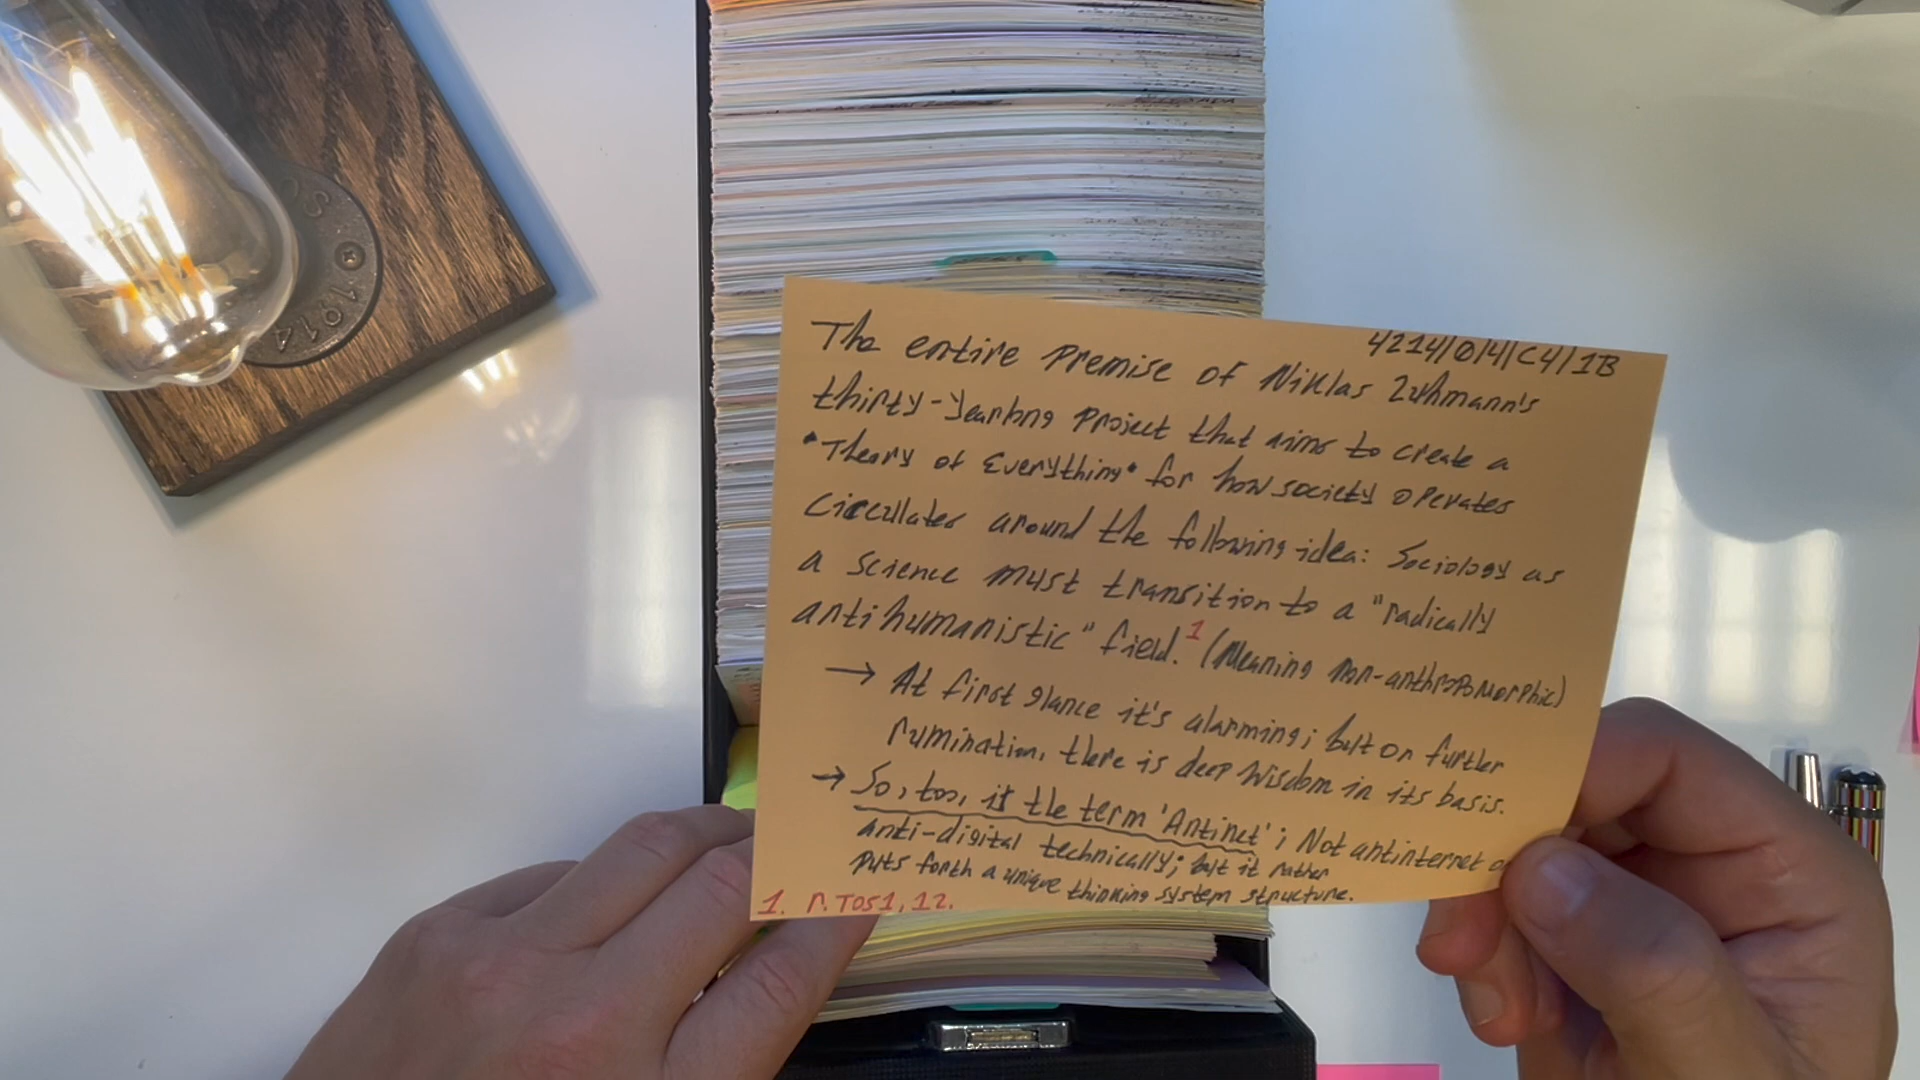 4214/0/4/C4/1B
The entire Premise of Niklas Luhmann's
thirty-yearlong Project that aims to create a
"Theory of Everything" for how society operates
Circulates around the following idea: Sociology as
a science must transition to a "radically
antihumanistic" field.1 (Meaning non-anthropomorphic)
→ At first glance it's alarming; but on further
rumination, there is deep wisdom in its basis.
→ So, too, is the term 'Antinet'; Not antinternet
anti-digital technically; but it rather
puts forth a unique thinking system structure.
1. r.TOS1,12.
CS
O1914